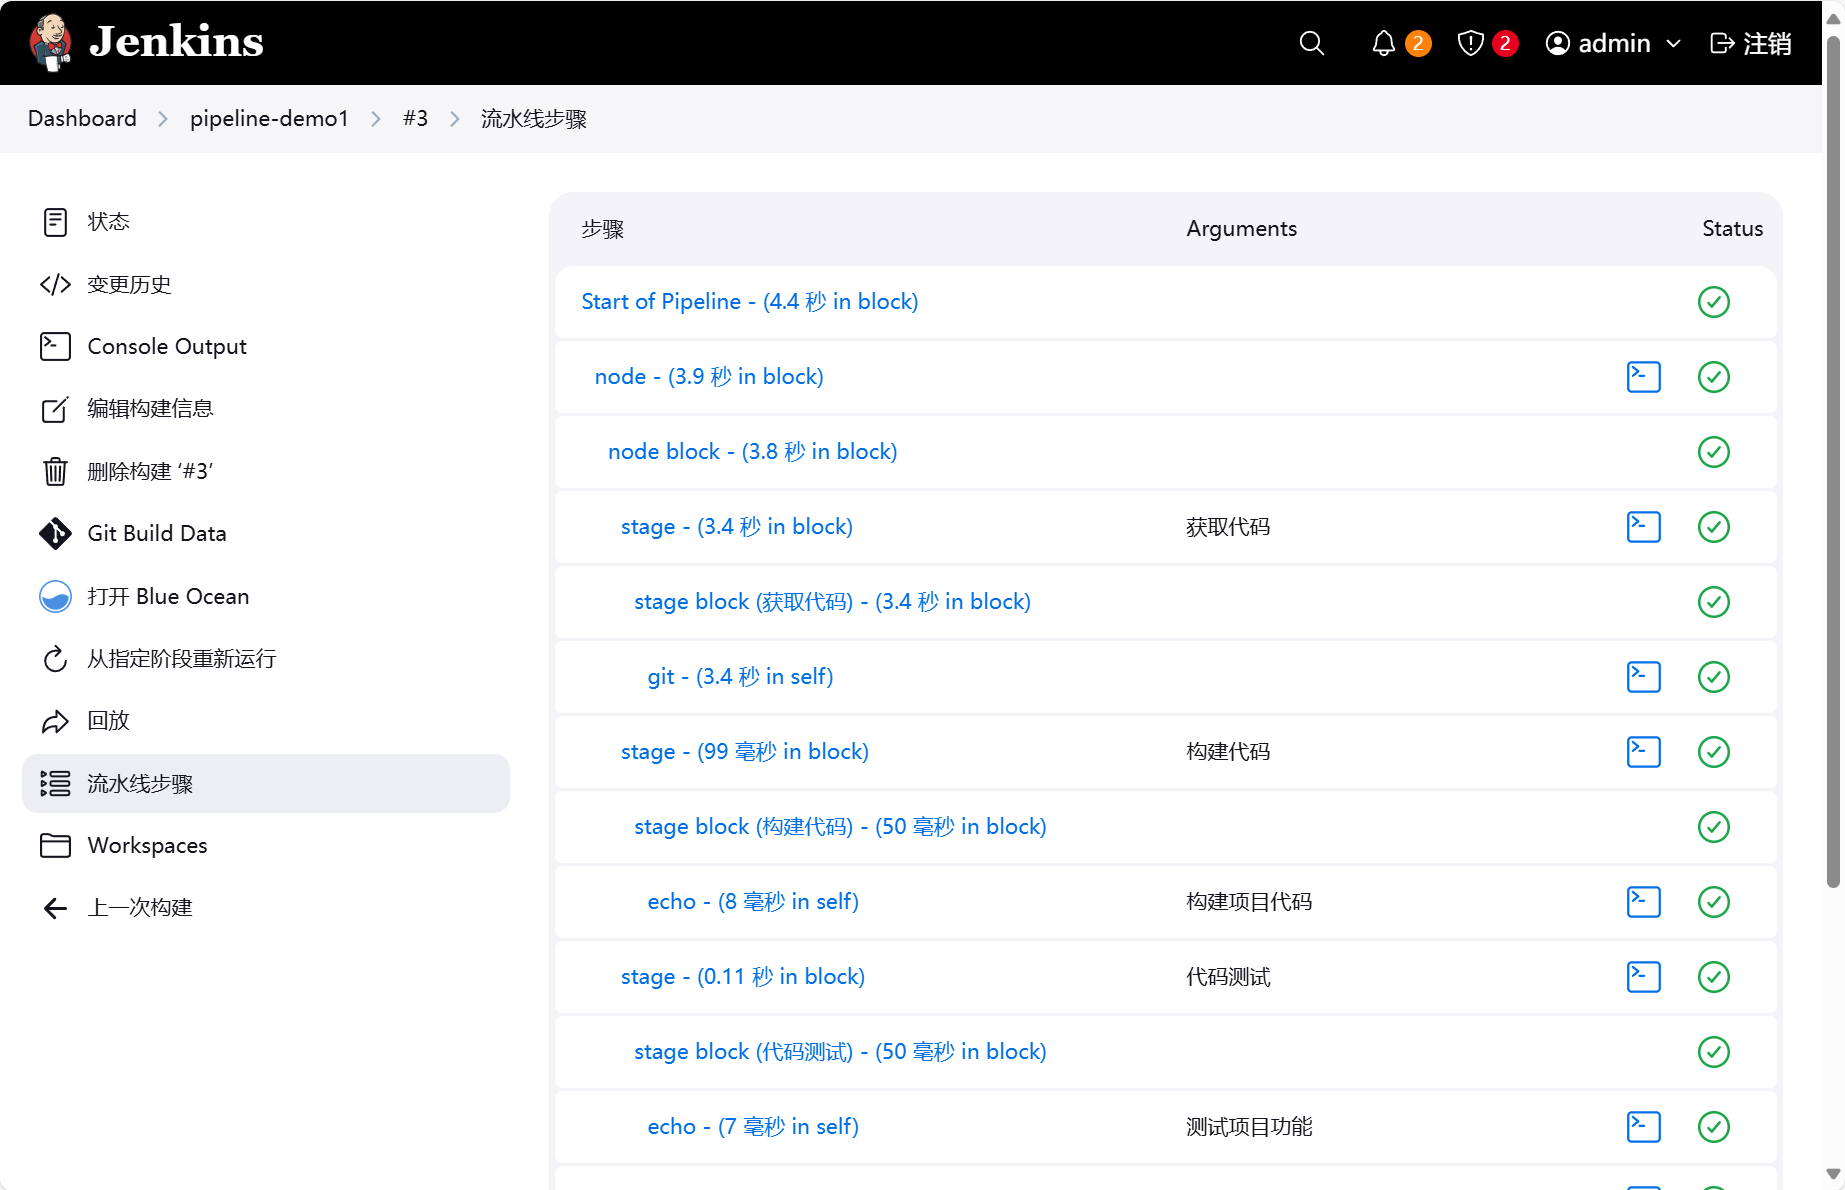 Jenkins
2
2
admin
注销
Dashboard
pipeline-demo1
#3
流水线步骤
状态
变更历史
Console Output
编辑构建信息
删除构建 ‘#3’
Git Build Data
打开 Blue Ocean
从指定阶段重新运行
回放
流水线步骤
Workspaces
上一次构建
步骤 Arguments Status
Start of Pipeline - (4.4 秒 in block)
node - (3.9 秒 in block)
node block - (3.8 秒 in block)
stage - (3.4 秒 in block) 获取代码
stage block (获取代码) - (3.4 秒 in block)
git - (3.4 秒 in self)
stage - (99 毫秒 in block) 构建代码
stage block (构建代码) - (50 毫秒 in block)
echo - (8 毫秒 in self) 构建项目代码
stage - (0.11 秒 in block) 代码测试
stage block (代码测试) - (50 毫秒 in block)
echo - (7 毫秒 in self) 测试项目功能